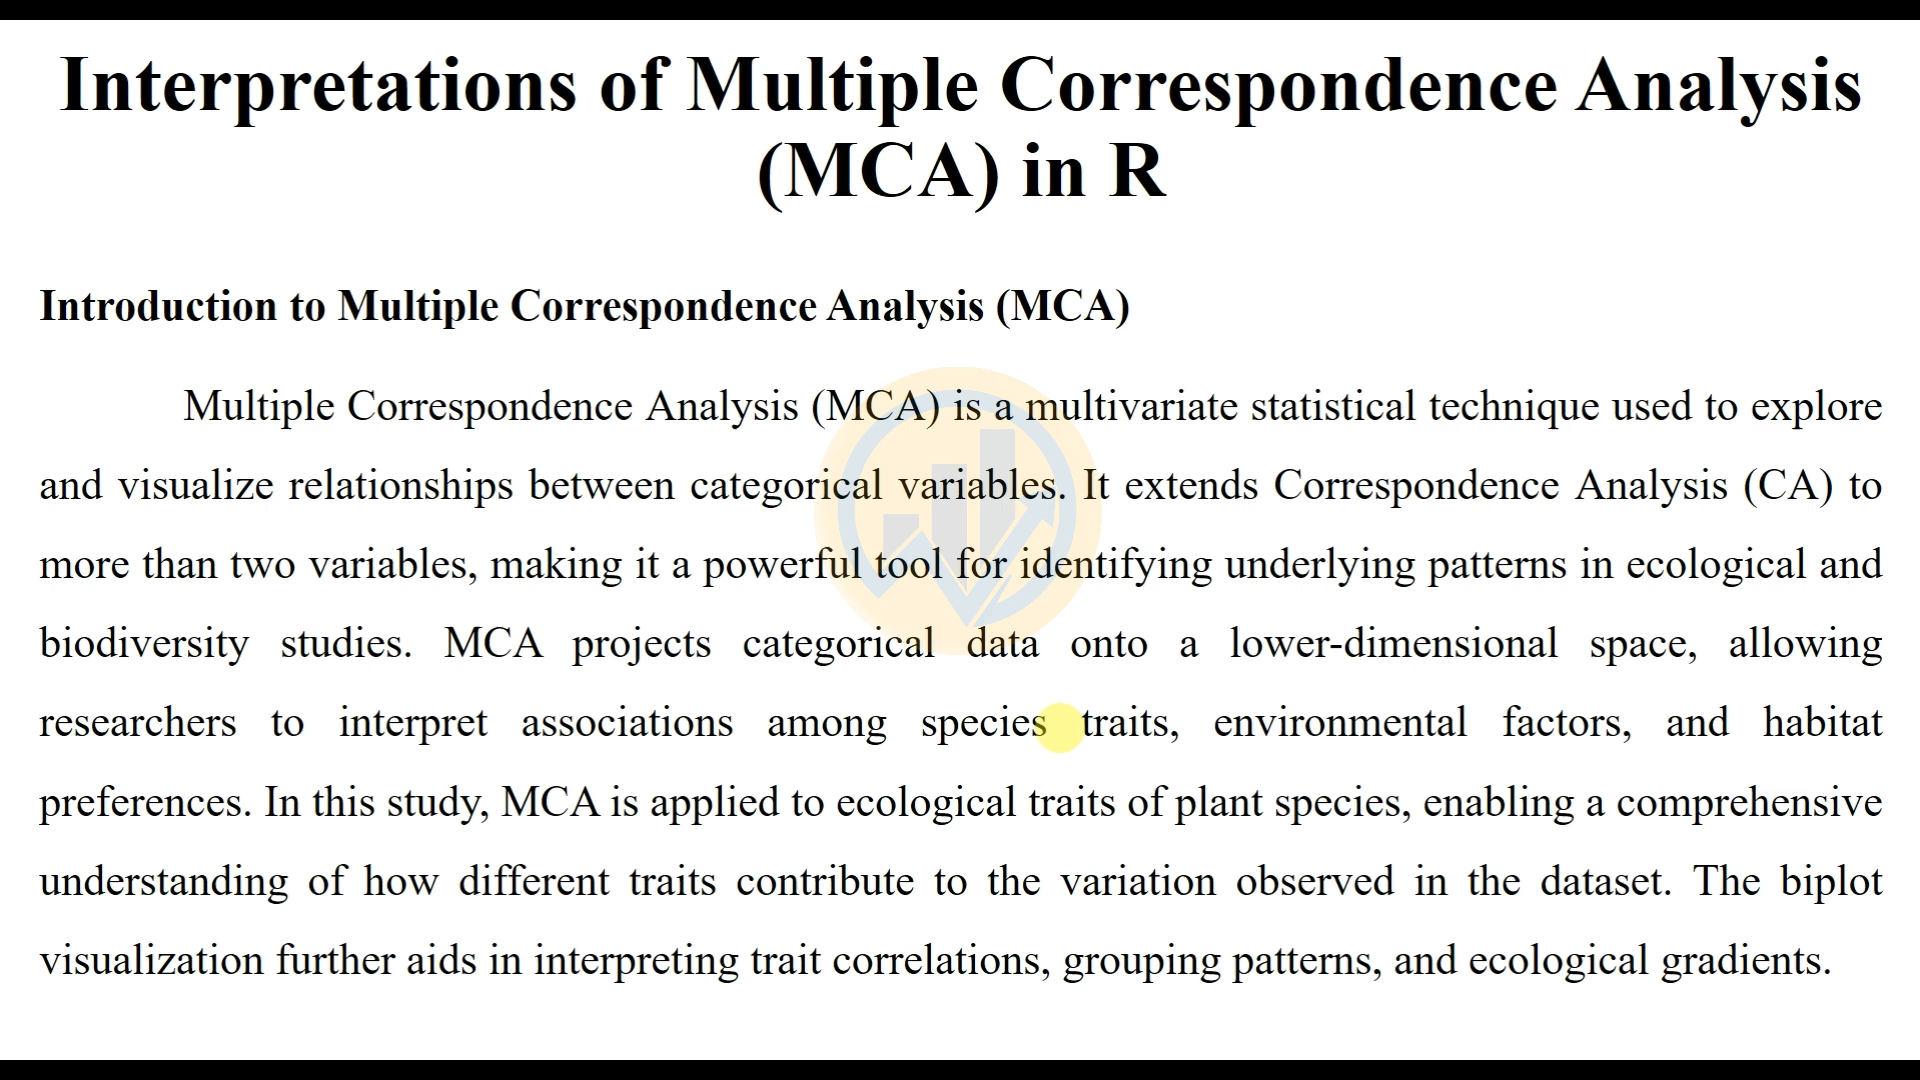 Interpretations of Multiple Correspondence Analysis
(MCA) in R
Introduction to Multiple Correspondence Analysis (MCA)
Multiple Correspondence Analysis (MCA) is a multivariate statistical technique used to explore
and visualize relationships between categorical variables. It extends Correspondence Analysis (CA) to
more than two variables, making it a powerful tool for identifying underlying patterns in ecological and
biodiversity studies. MCA projects categorical data onto a lower-dimensional space, allowing
researchers to interpret associations among species traits, environmental factors, and habitat
preferences. In this study, MCA is applied to ecological traits of plant species, enabling a comprehensive
understanding of how different traits contribute to the variation observed in the dataset. The biplot
visualization further aids in interpreting trait correlations, grouping patterns, and ecological gradients.